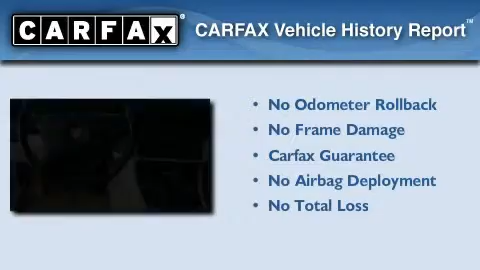 CARFAX® CARFAX Vehicle History Report™
• No Odometer Rollback
• No Frame Damage
• Carfax Guarantee
• No Airbag Deployment
• No Total Loss